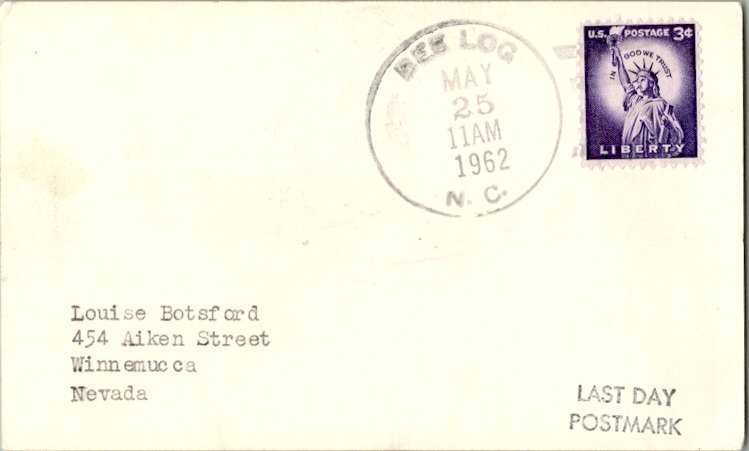 BEE LOG
MAY
25
11AM
1962
N. C.
U.S. POSTAGE 3¢
IN GOD WE TRUST
LIBERTY
Louise Botsford
454 Aiken Street
Winnemucca
Nevada
LAST DAY
POSTMARK